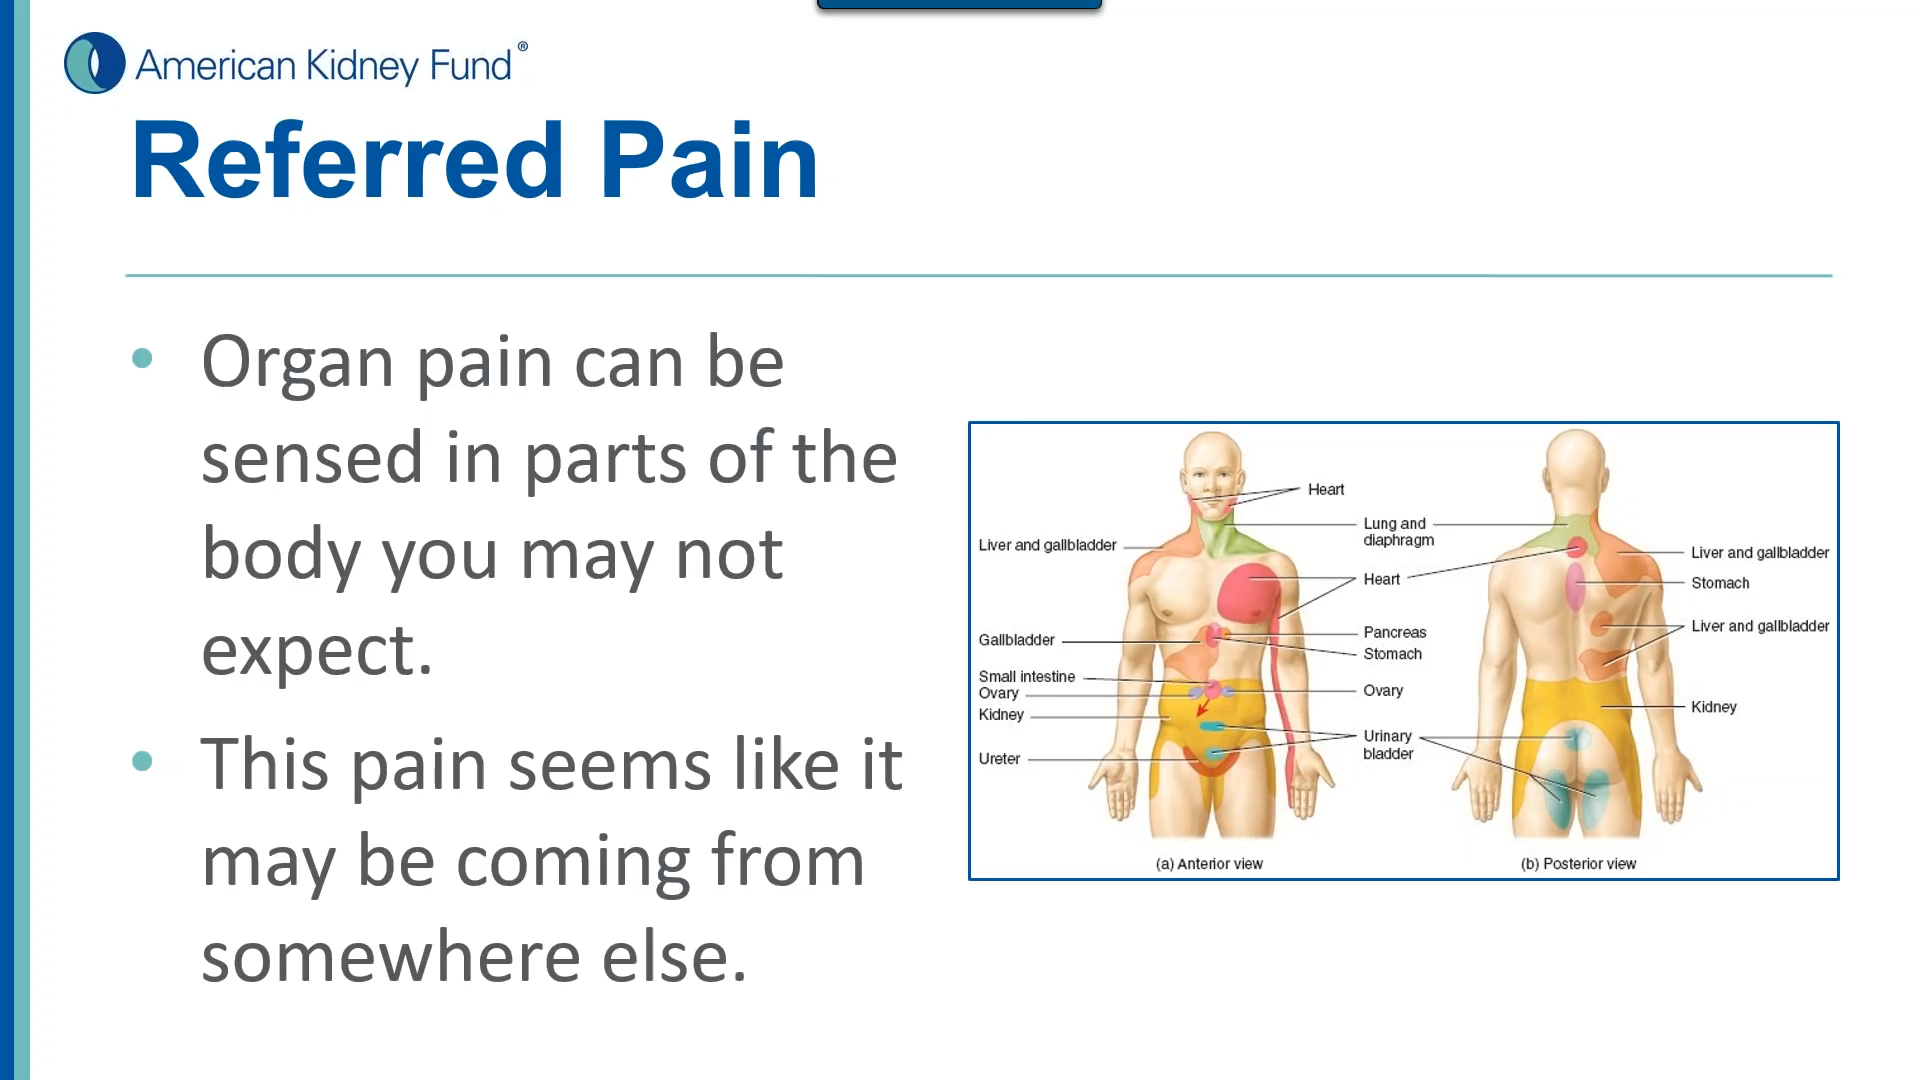 American Kidney Fund®
Referred Pain
• Organ pain can be
sensed in parts of the
body you may not
expect.
• This pain seems like it
may be coming from
somewhere else.
Heart
Liver and gallbladder
Gallbladder
Small intestine
Ovary
Kidney
Ureter
Lung and
diaphragm
Heart
Pancreas
Stomach
Ovary
Urinary
bladder
Liver and gallbladder
Stomach
Liver and gallbladder
Kidney
(a) Anterior view
(b) Posterior view